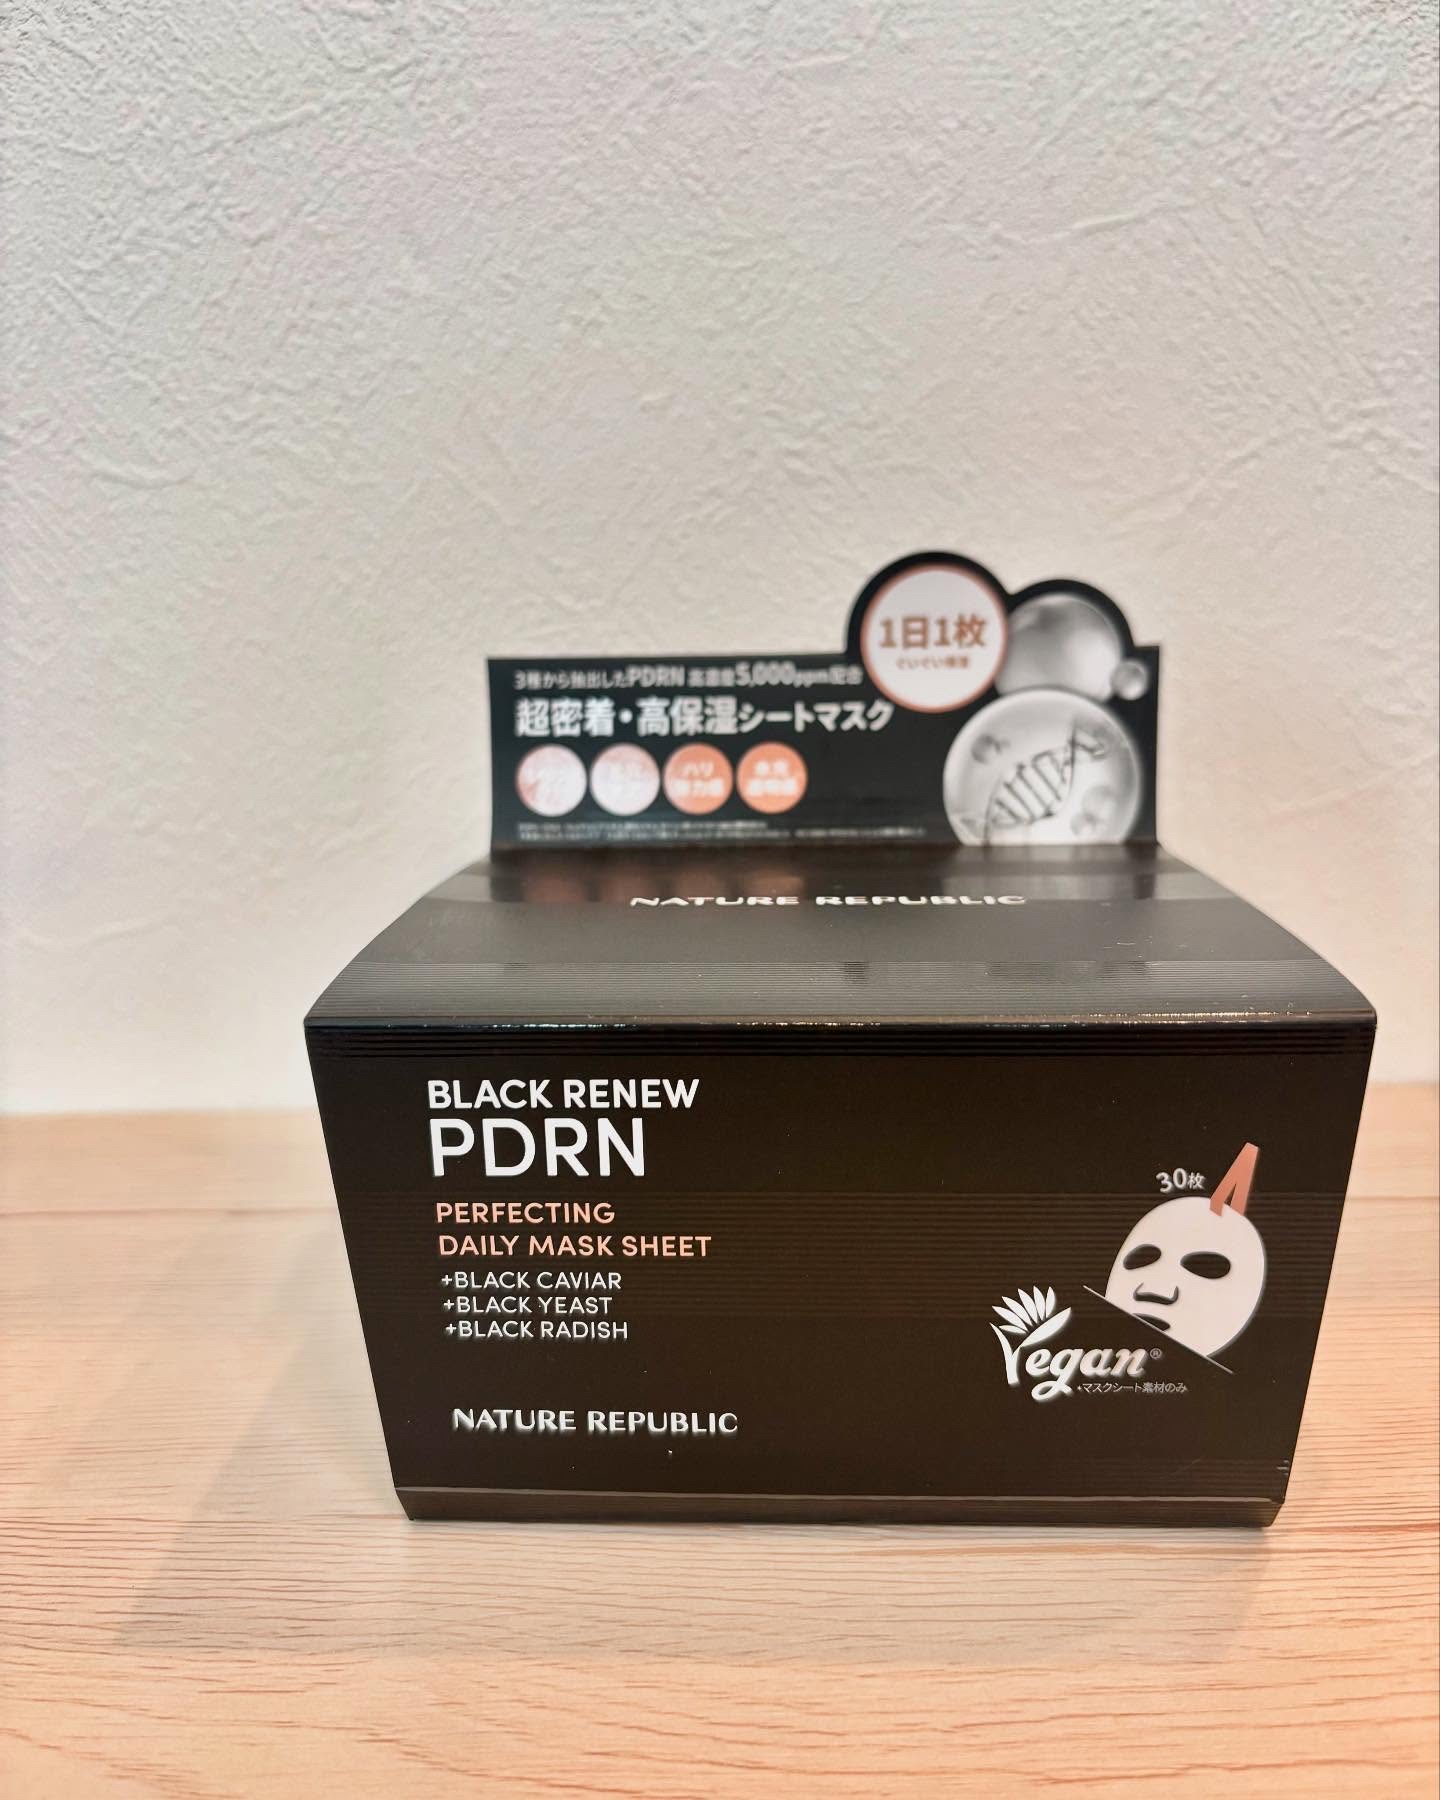 1日1枚
3種から抽出したPDRN 高濃度5,000ppm配合
超密着・高保湿シートマスク
ハリ
NATURE REPUBLIC
BLACK RENEW
PDRN
PERFECTING
DAILY MASK SHEET
+BLACK CAVIAR
+BLACK YEAST
+BLACK RADISH
NATURE REPUBLIC
30枚
Vegan®
•マスクシート素材のみ